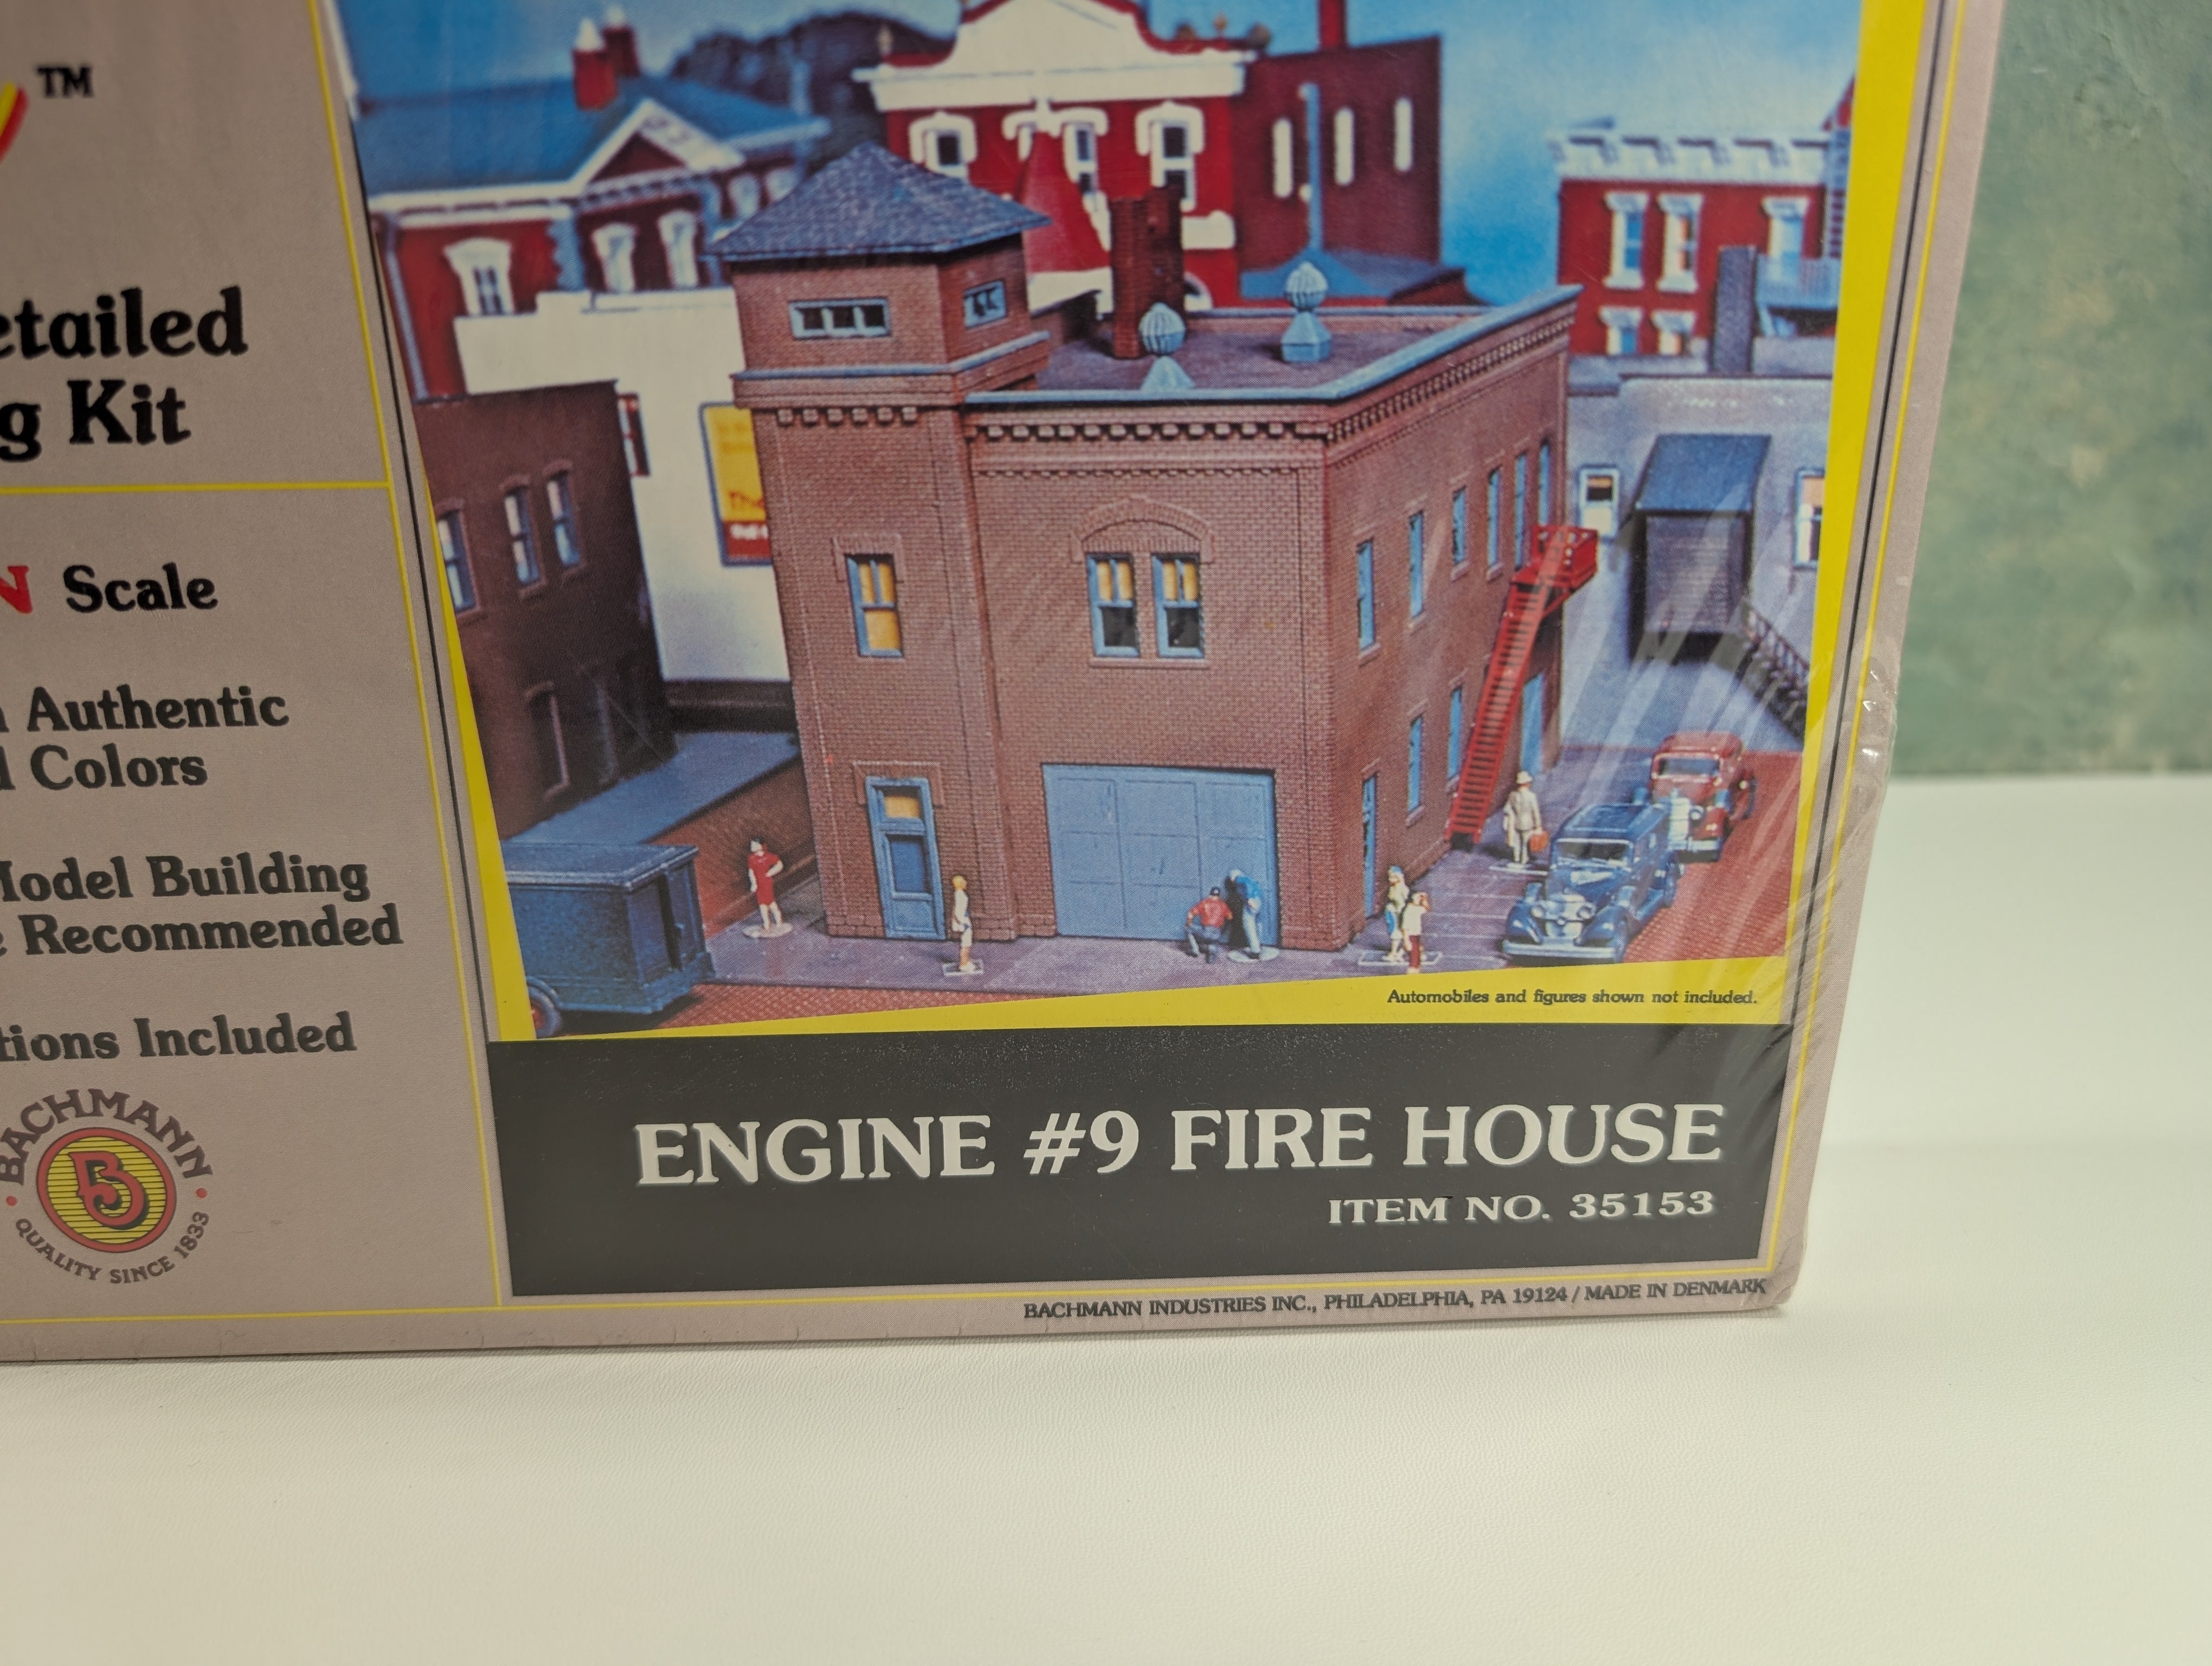 TM
etailed
g Kit
N Scale
Authentic
Colors
Model Building
Recommended
tions Included
BACHMANN
B
QUALITY SINCE 1833
Automobiles and figures shown not included.
ENGINE #9 FIRE HOUSE
ITEM NO. 35153
BACHMANN INDUSTRIES INC., PHILADELPHIA, PA 19124 / MADE IN DENMARK